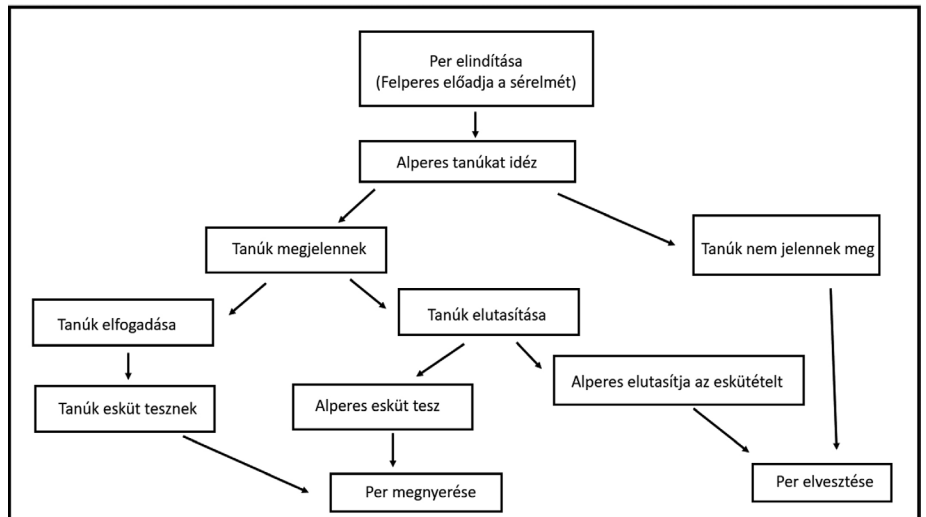 Per elindítása
(Felperes előadja a sérelmét)
Alperes tanúkat idéz
Tanúk megjelennek
Tanúk nem jelennek meg
Tanúk elfogadása
Tanúk elutasítása
Tanúk esküt tesznek
Alperes esküt tesz
Alperes elutasítja az eskütételt
Per megnyerése
Per elvesztése